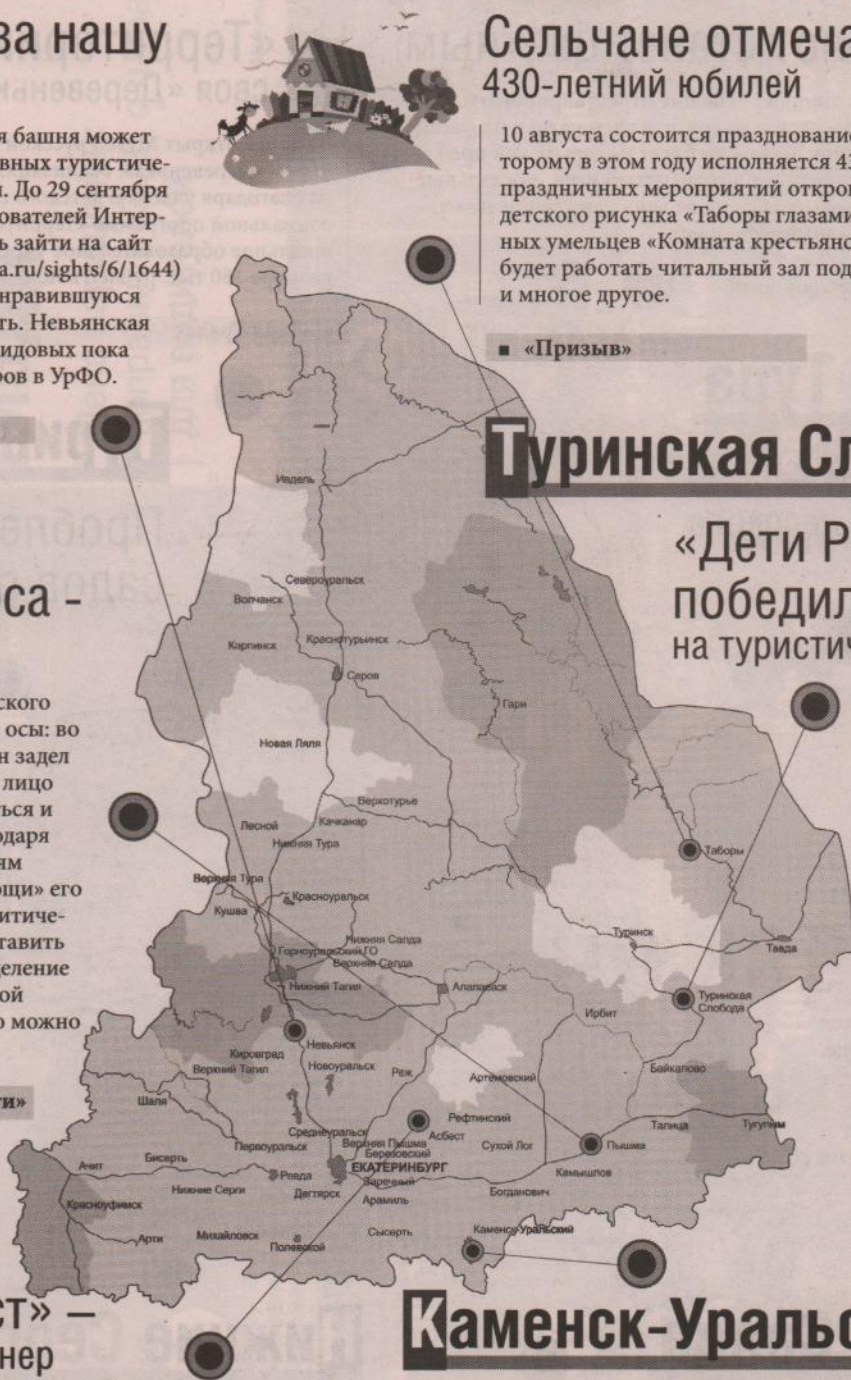 ва нашу
я башня может
вных туристиче-
и. До 29 сентября
ователей Интер-
ь зайти на сайт
a.ru/sights/6/1644)
нравившуюся
ть. Невьянская
идовых пока
ров в УрФО.
Сельчане отмеча
430-летний юбилей
10 августа состоится празднование
торому в этом году исполняется 43
праздничных мероприятий откро
детского рисунка «Таборы глазами
ных умельцев «Комната крестьянс
будет работать читальный зал под
и многое другое.
■ «Призыв»
Туринская Сл
«Дети Р
победил
на туристич
оса -
ского
осы: во
н задел
лицо
ться и
одаря
ям
ощи» его
итиче-
тавить
деление
ой
о можно
ти»
Ивдель
Североуральск
Волчанск
Карпинск
Краснотурьинск
Серов
Гари
Новая Ляля
Верхотурье
Лесной
Качканар
Нижняя Тура
Таборы
Верхняя Тура
Красноуральск
Кушва
Туринск
Тавда
Нижняя Салда
Горноуральский ГО
Верхняя Салда
Нижний Тагил
Алапаевск
Туринская
Слобода
Ирбит
Невьянск
Кировград
Верхний Тагил
Новоуральск
Реж
Артемовский
Байкалово
Шаля
Рефтинский
Талица
Тугулым
Среднеуральск
Асбест
Первоуральск
Верхняя Пышма
Березовский
Сухой Лог
Пышма
ЕКАТЕРИНБУРГ
Заречный
Камышлов
Ачит
Бисерть
Ревда
Нижние Серги
Дегтярск
Арамиль
Богданович
Красноуфимск
Арти
Михайловск
Полевской
Сысерть
Каменск-Уральский
ст» –
нер
Каменск-Уральс